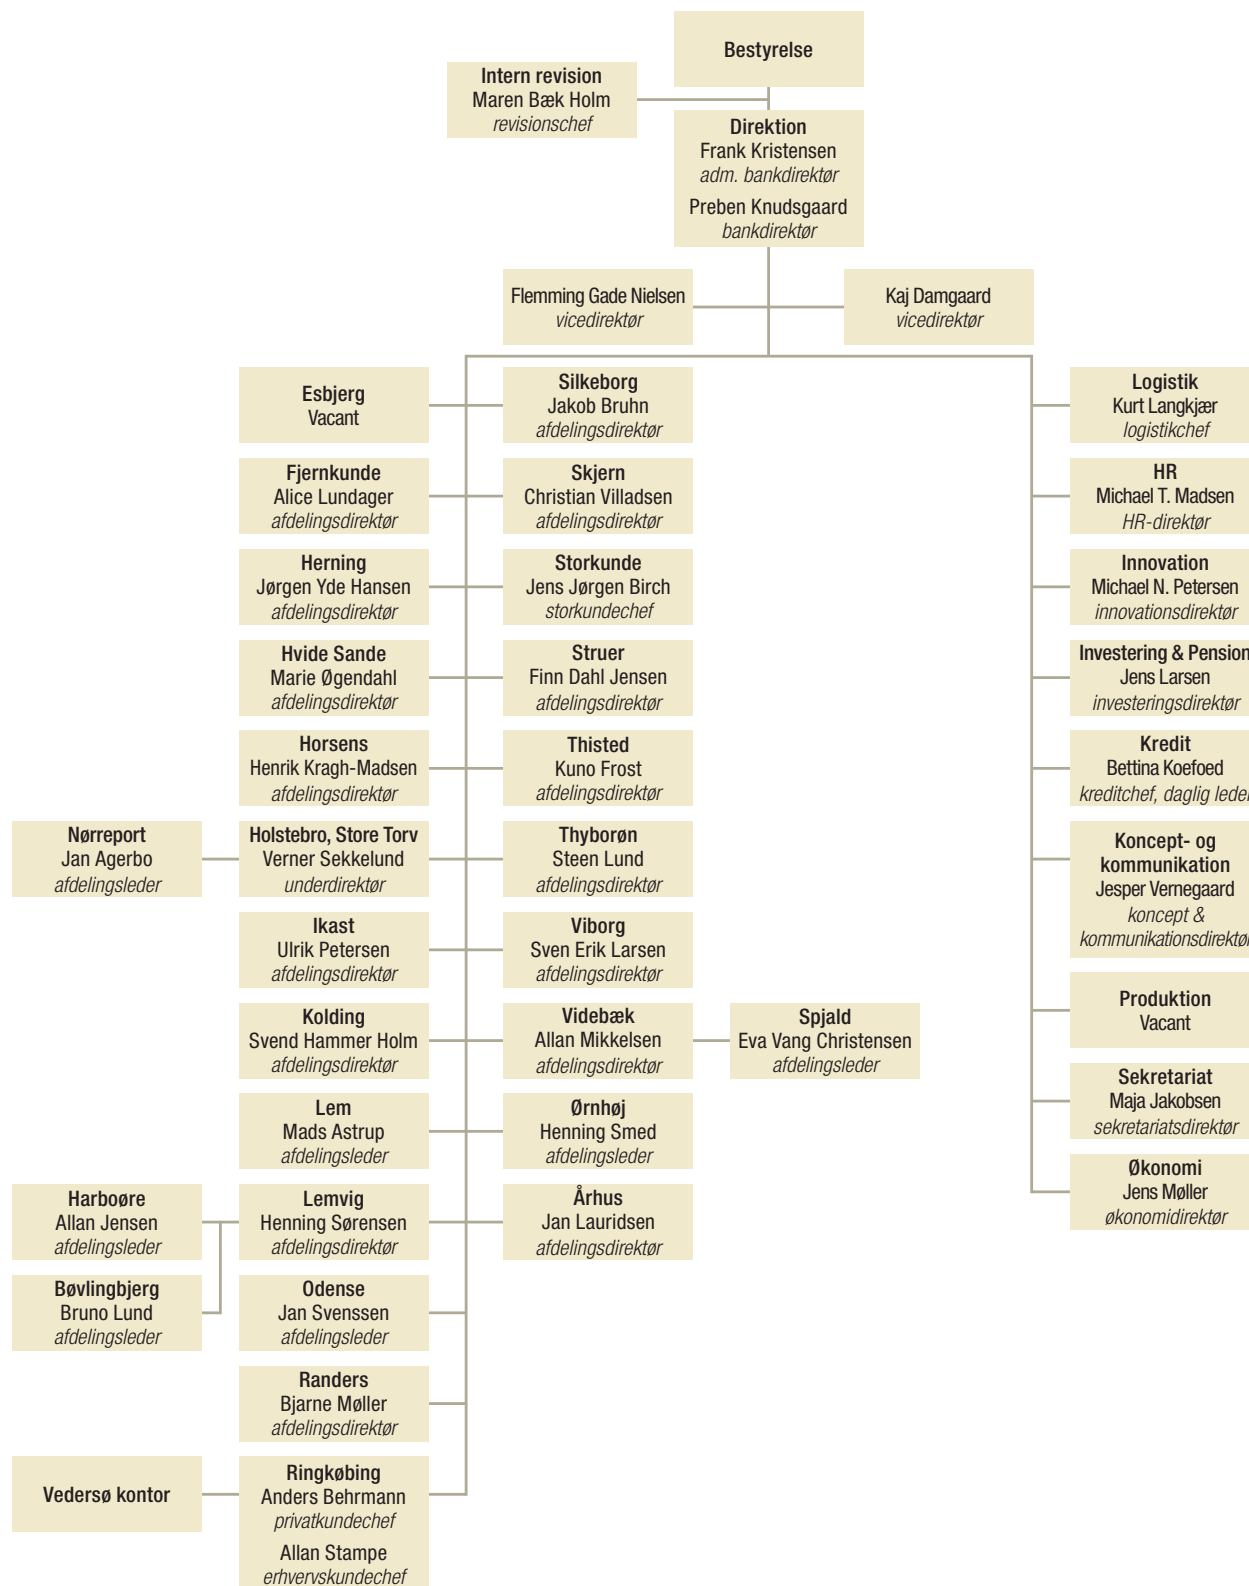 Bestyrelse
Intern revision
Maren Bæk Holm
revisionschef
Direktion
Frank Kristensen
adm. bankdirektør
Preben Knudsgaard
bankdirektør
Flemming Gade Nielsen
vicedirektør
Kaj Damgaard
vicedirektør
Esbjerg
Vacant
Silkeborg
Jakob Bruhn
afdelingsdirektør
Logistik
Kurt Langkjær
logistikchef
Fjernkunde
Alice Lundager
afdelingsdirektør
Skjern
Christian Villadsen
afdelingsdirektør
HR
Michael T. Madsen
HR-direktør
Herning
Jørgen Yde Hansen
afdelingsdirektør
Storkunde
Jens Jørgen Birch
storkundechef
Innovation
Michael N. Petersen
innovationsdirektør
Hvide Sande
Marie Øgendahl
afdelingsdirektør
Struer
Finn Dahl Jensen
afdelingsdirektør
Investering & Pension
Jens Larsen
investeringsdirektør
Horsens
Henrik Kragh-Madsen
afdelingsdirektør
Thisted
Kuno Frost
afdelingsdirektør
Kredit
Bettina Koefoed
kreditchef, daglig leder
Nørreport
Jan Agerbo
afdelingsleder
Holstebro, Store Torv
Verner Sekkelund
underdirektør
Thyborøn
Steen Lund
afdelingsdirektør
Koncept- og
kommunikation
Jesper Vernegaard
koncept &
kommunikationsdirektør
Ikast
Ulrik Petersen
afdelingsdirektør
Viborg
Sven Erik Larsen
afdelingsdirektør
Produktion
Vacant
Kolding
Svend Hammer Holm
afdelingsdirektør
Videbæk
Allan Mikkelsen
afdelingsdirektør
Spjald
Eva Vang Christensen
afdelingsleder
Sekretariat
Maja Jakobsen
sekretariatsdirektør
Lem
Mads Astrup
afdelingsleder
Ørnhøj
Henning Smed
afdelingsleder
Økonomi
Jens Møller
økonomidirektør
Harboøre
Allan Jensen
afdelingsleder
Lemvig
Henning Sørensen
afdelingsdirektør
Århus
Jan Lauridsen
afdelingsdirektør
Bøvlingbjerg
Bruno Lund
afdelingsleder
Odense
Jan Svenssen
afdelingsleder
Randers
Bjarne Møller
afdelingsdirektør
Vedersø kontor
Ringkøbing
Anders Behrmann
privatkundechef
Allan Stampe
erhvervskundechef